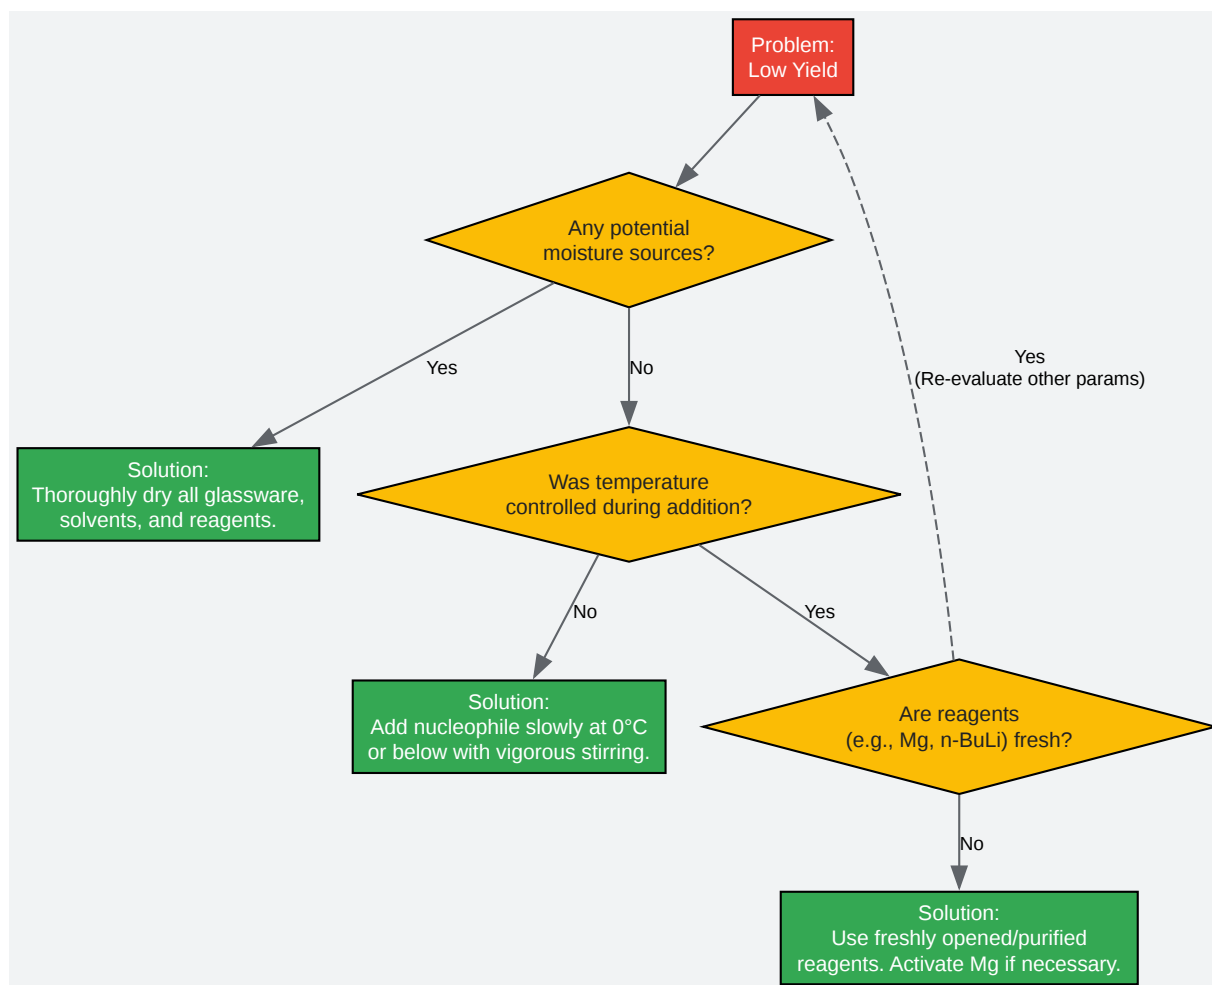 Problem:
Low Yield
Any potential
moisture sources?
Yes
(Re-evaluate other params)
Yes
No
Solution:
Thoroughly dry all glassware,
solvents, and reagents.
Was temperature
controlled during addition?
No
Yes
Solution:
Add nucleophile slowly at 0°C
or below with vigorous stirring.
Are reagents
(e.g., Mg, n-BuLi) fresh?
No
Solution:
Use freshly opened/purified
reagents. Activate Mg if necessary.